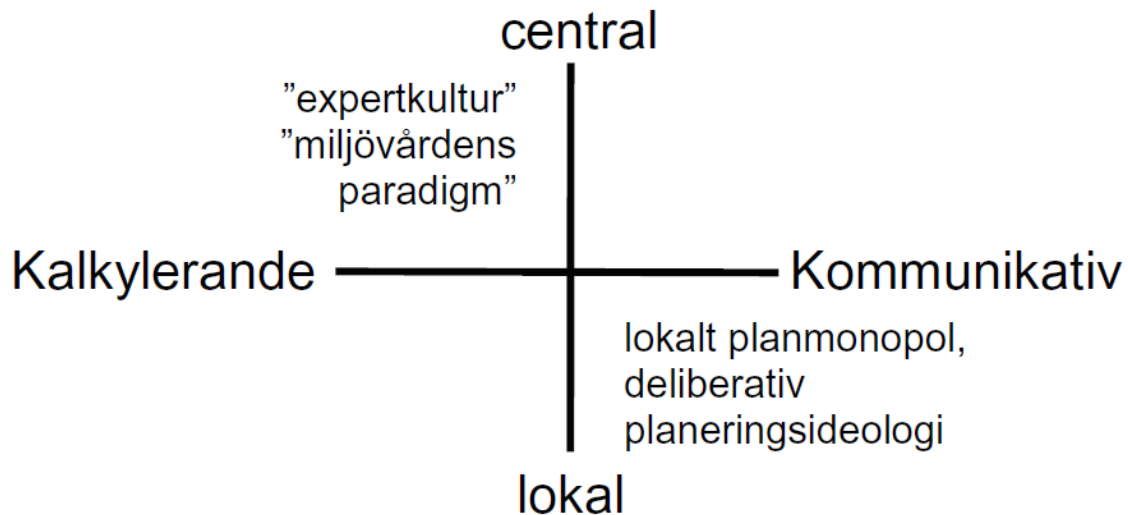 central
”expertkultur”
”miljövårdens
paradigm”
Kalkylerande
Kommunikativ
lokalt planmonopol,
deliberativ
planeringsideologi
lokal